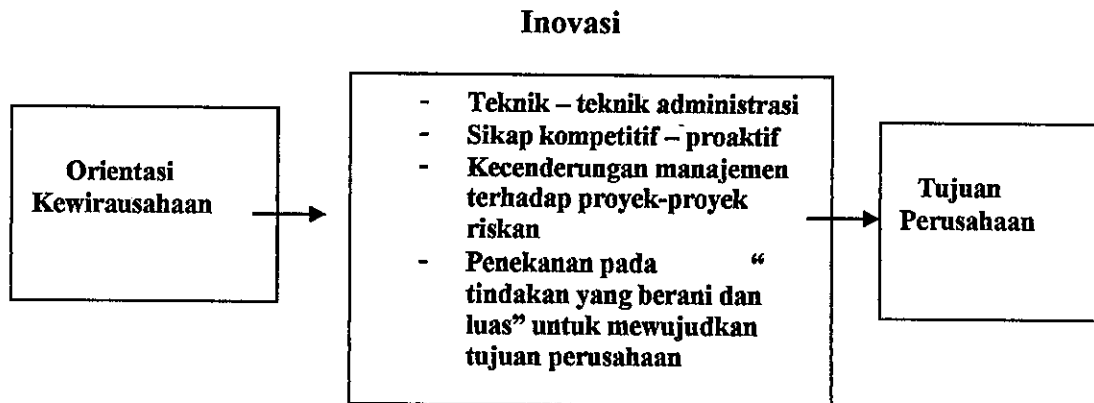 Inovasi
Orientasi
Kewirausahaan
- Teknik – teknik administrasi
- Sikap kompetitif – proaktif
- Kecenderungan manajemen
terhadap proyek-proyek
riskan
- Penekanan pada “
tindakan yang berani dan
luas” untuk mewujudkan
tujuan perusahaan
Tujuan
Perusahaan